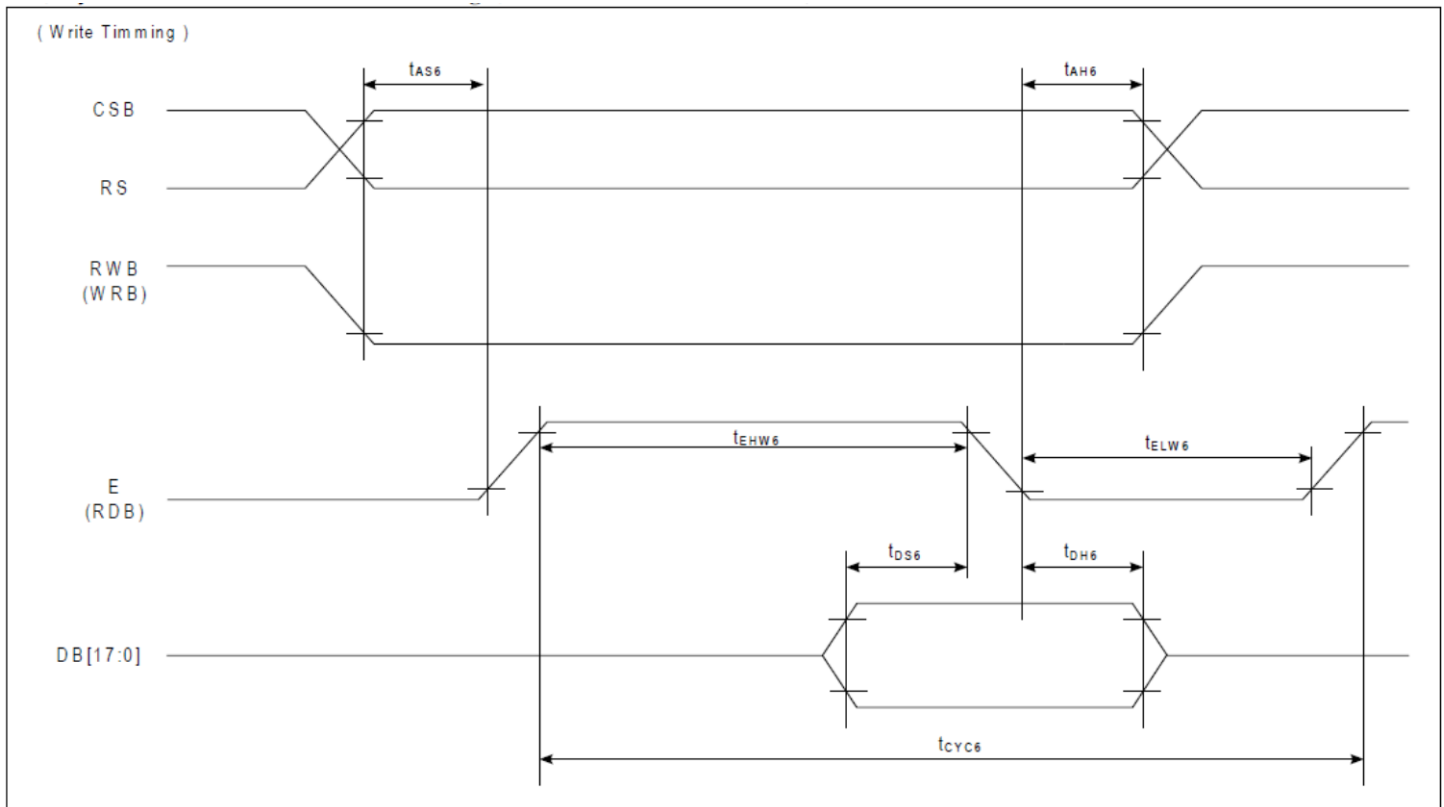 ( Write Timming )
tAS6
tAH6
CSB
RS
RWB
(WRB)
tEHW6
tELW6
E
(RDB)
tDS6
tDH6
DB[17:0]
tCYC6